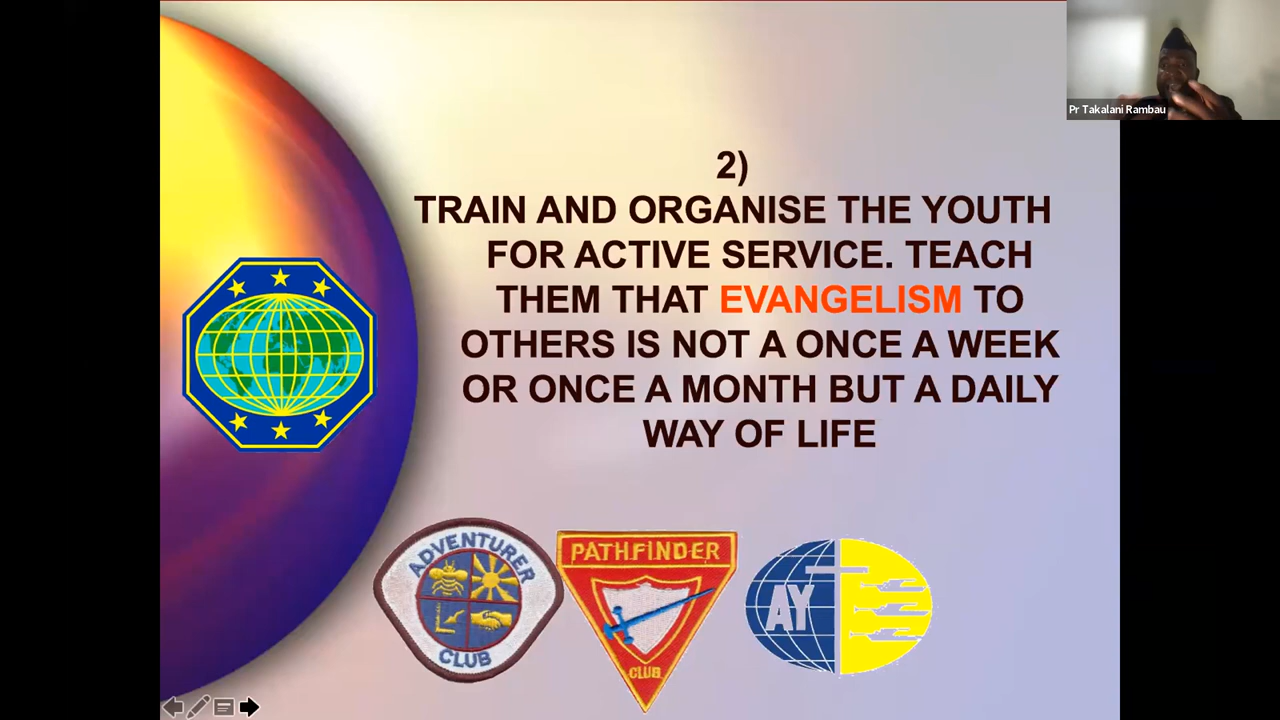 Pr Takalani Rambau
2)
TRAIN AND ORGANISE THE YOUTH
FOR ACTIVE SERVICE. TEACH
THEM THAT EVANGELISM TO
OTHERS IS NOT A ONCE A WEEK
OR ONCE A MONTH BUT A DAILY
WAY OF LIFE
ADVENTURER
CLUB
PATHFINDER
CLUB
AY